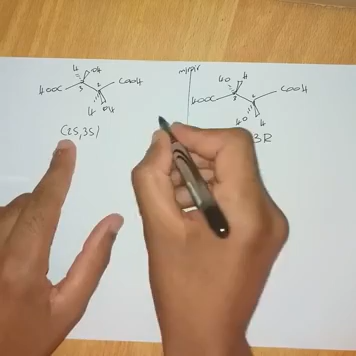 H OH mirror HO H
HOOC 3 2 COOH HOOC 3 2 COOH
H OH HO H
(2S,3S) 3R